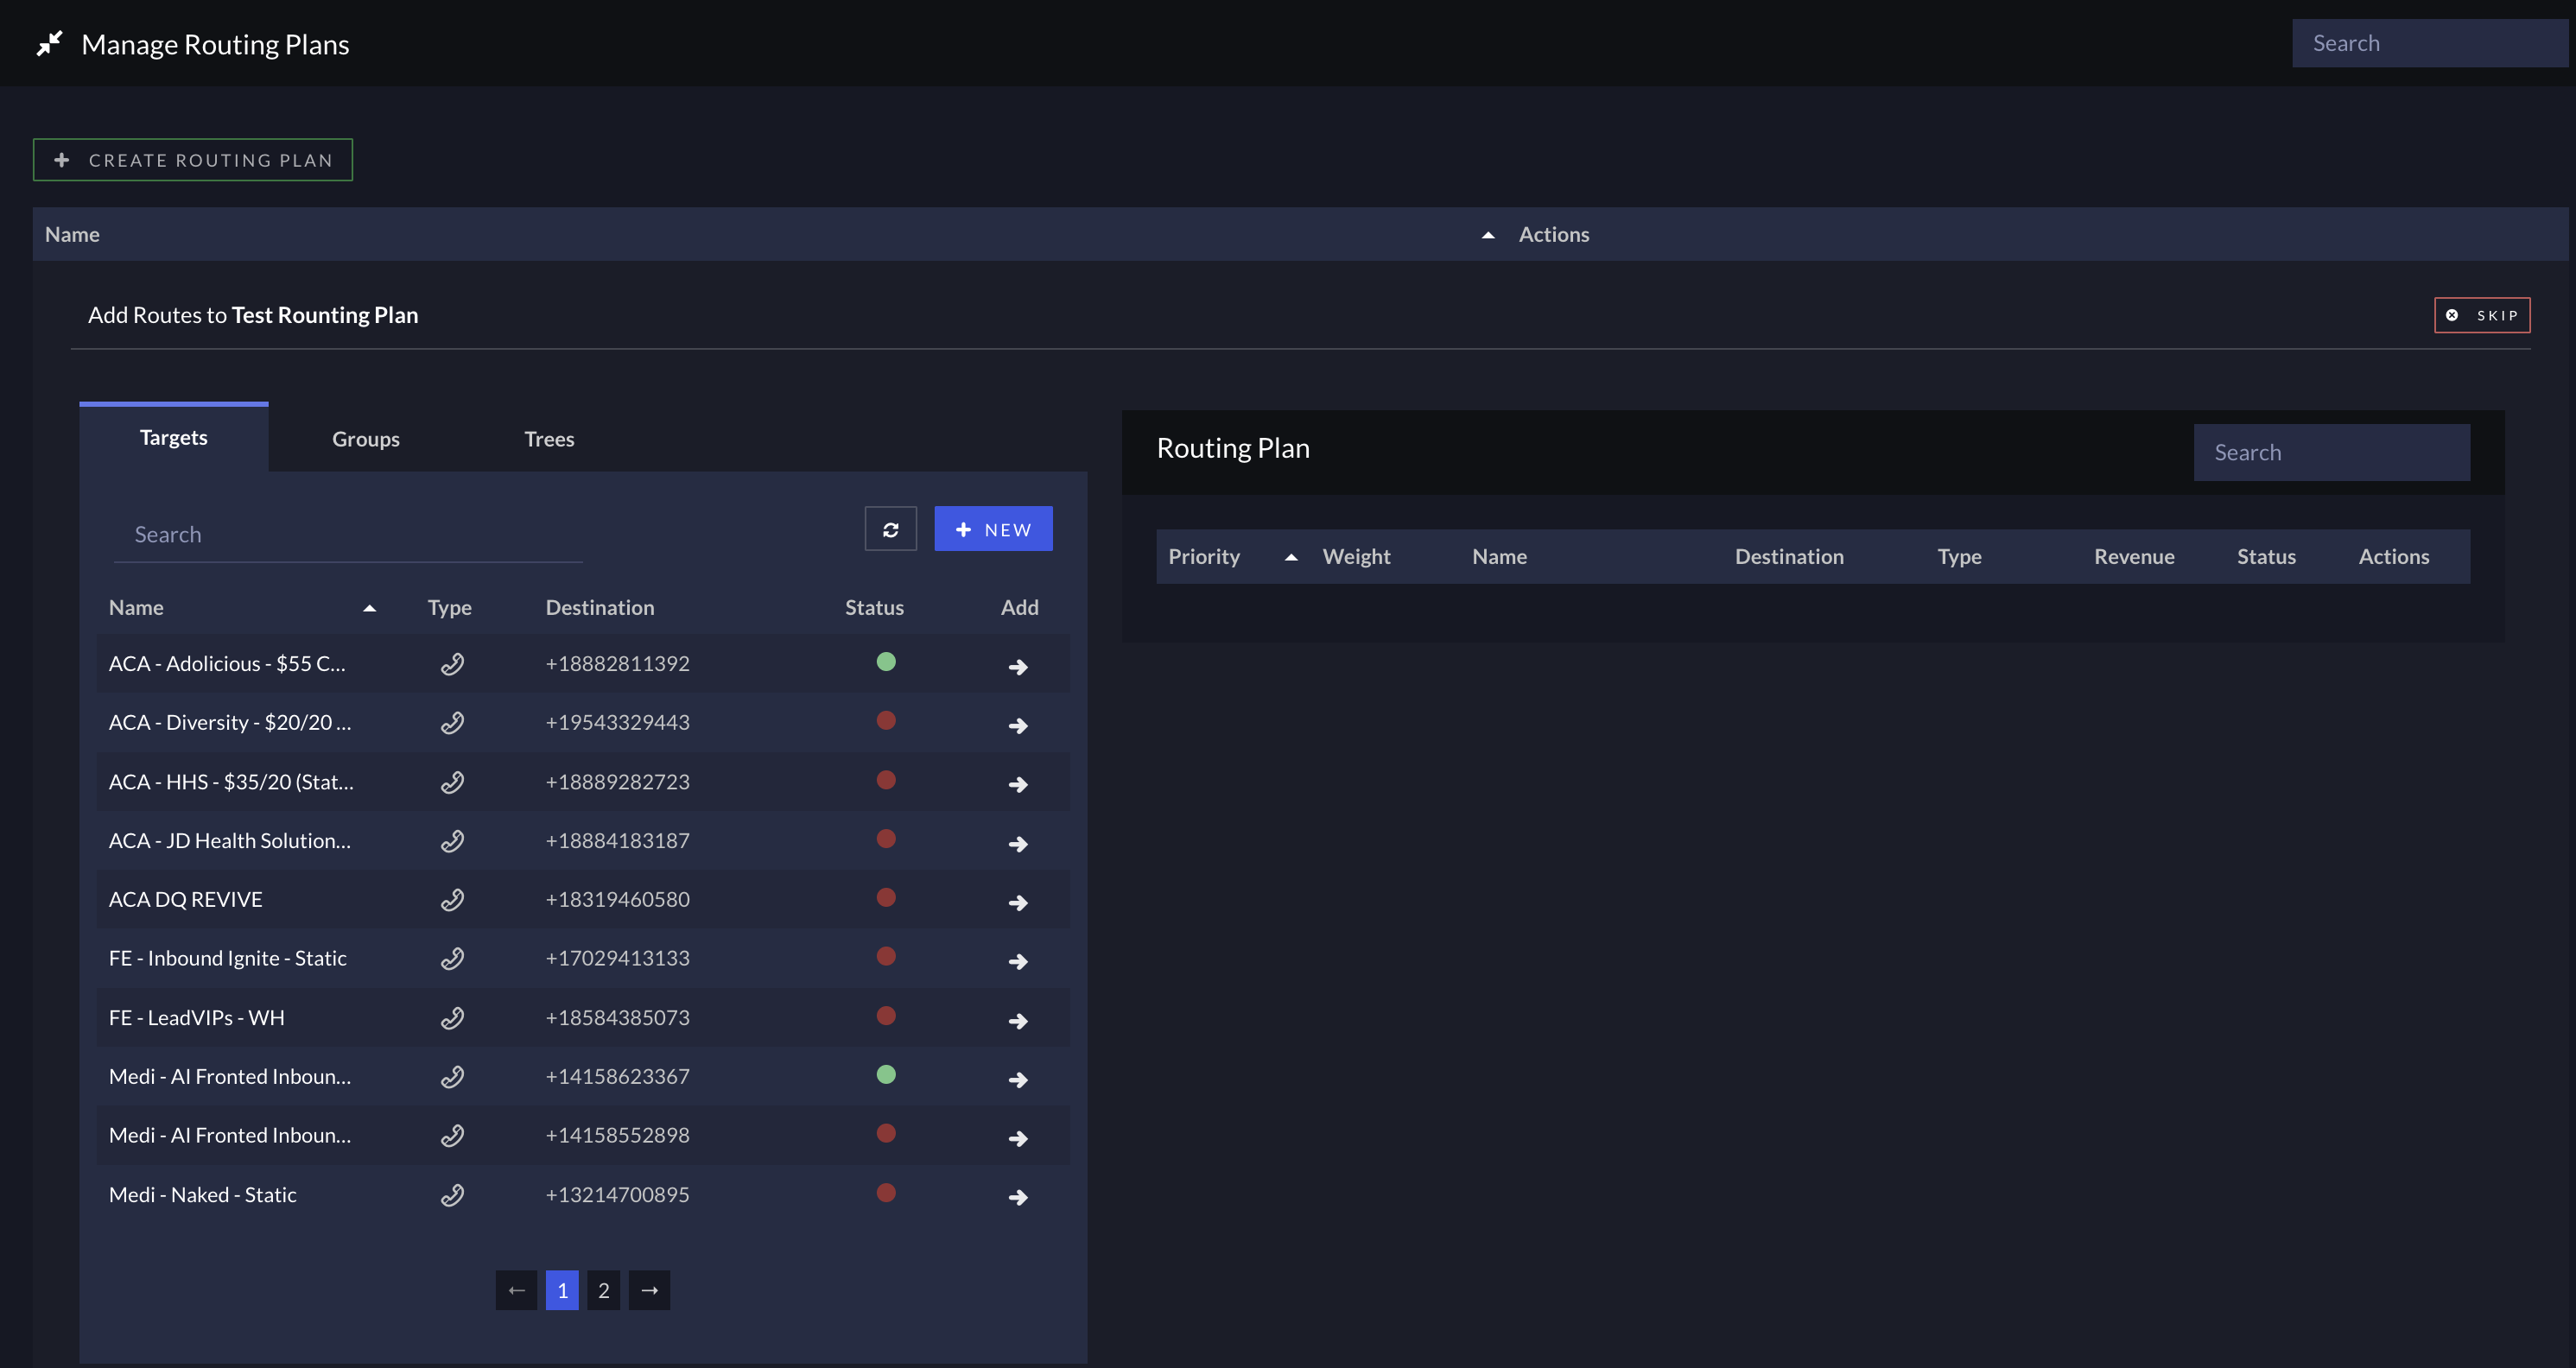 Manage Routing Plans
Search
CREATE ROUTING PLAN
Name Actions
Add Routes to Test Rounting Plan
SKIP
Targets Groups Trees
Search
NEW
Name Type Destination Status Add
ACA - Adolicious - $55 C... +18882811392
ACA - Diversity - $20/20 ... +19543329443
ACA - HHS - $35/20 (Stat... +18889282723
ACA - JD Health Solution... +18884183187
ACA DQ REVIVE +18319460580
FE - Inbound Ignite - Static +17029413133
FE - LeadVIPs - WH +18584385073
Medi - AI Fronted Inboun... +14158623367
Medi - AI Fronted Inboun... +14158552898
Medi - Naked - Static +13214700895
← 1 2 →
Routing Plan
Search
Priority Weight Name Destination Type Revenue Status Actions